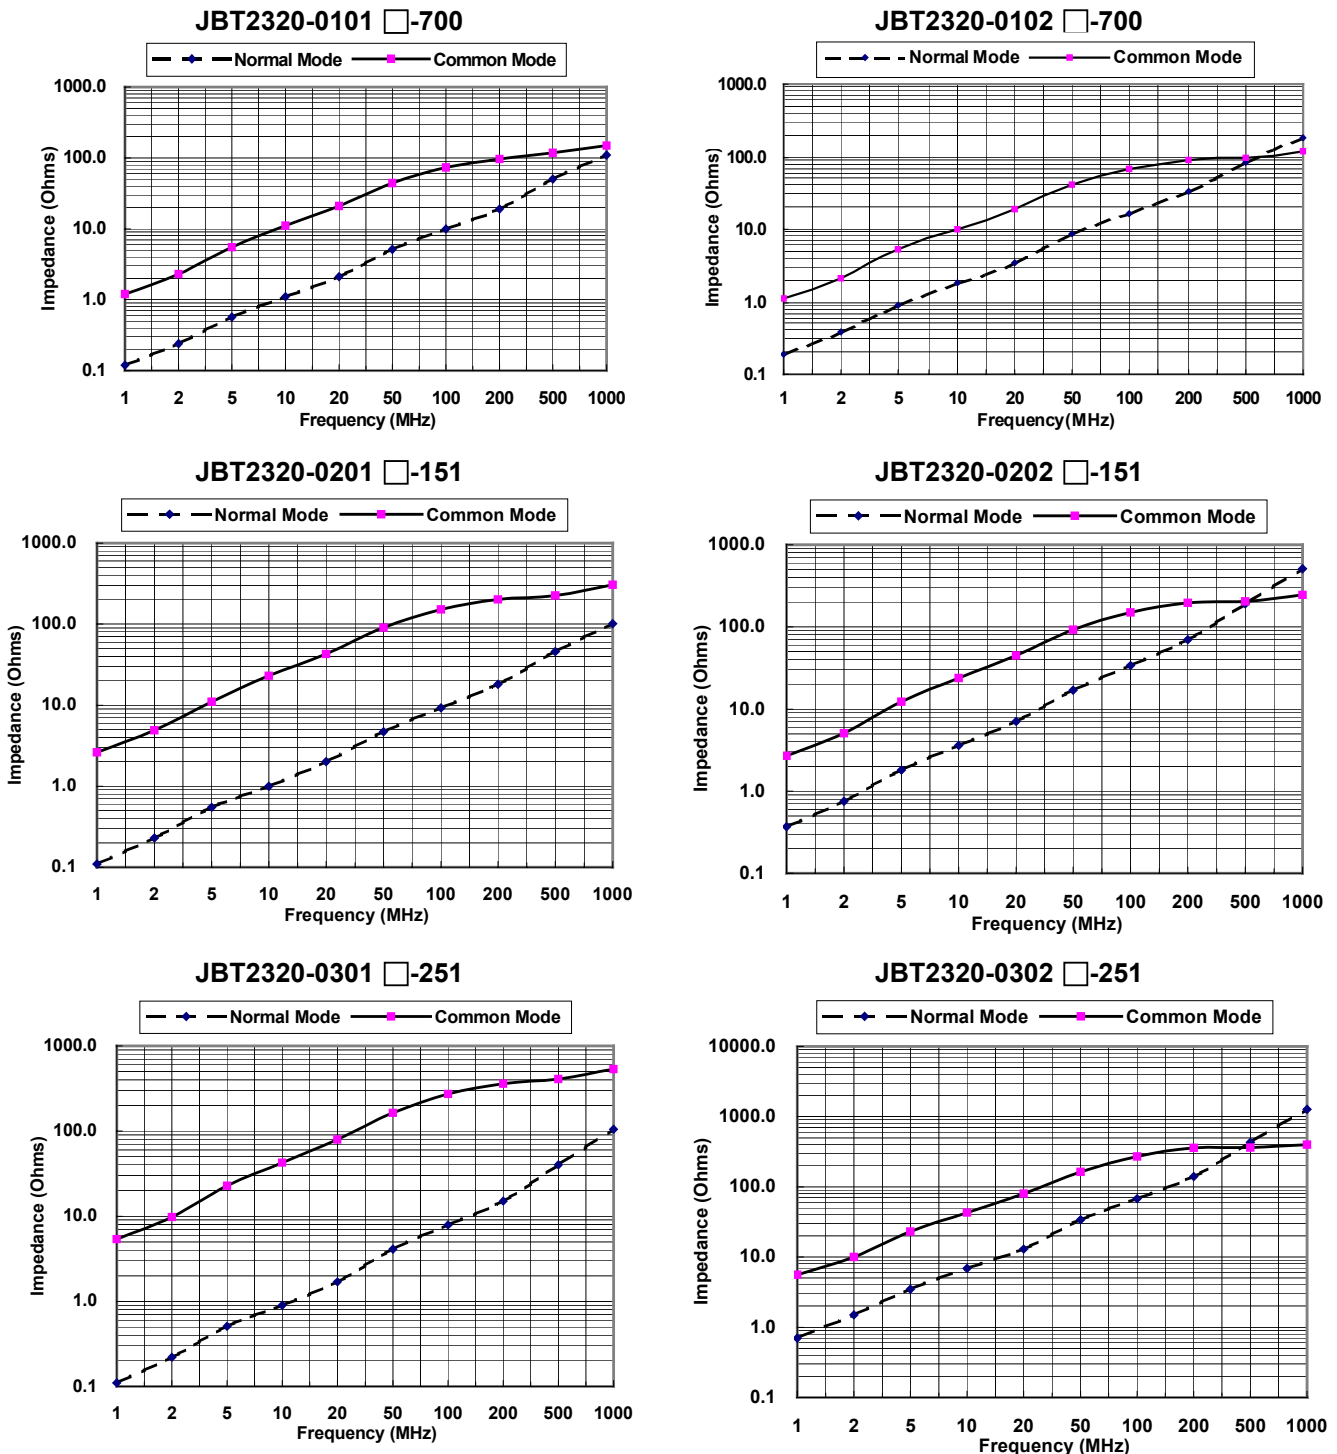 JBT2320-0101 □-700
Normal Mode Common Mode
Impedance (Ohms)
1000.0
100.0
10.0
1.0
0.1
1 2 5 10 20 50 100 200 500 1000
Frequency (MHz)
JBT2320-0102 □-700
Normal Mode Common Mode
Impedance (Ohms)
1000.0
100.0
10.0
1.0
0.1
1 2 5 10 20 50 100 200 500 1000
Frequency(MHz)
JBT2320-0201 □-151
Normal Mode Common Mode
Impedance (Ohms)
1000.0
100.0
10.0
1.0
0.1
1 2 5 10 20 50 100 200 500 1000
Frequency (MHz)
JBT2320-0202 □-151
Normal Mode Common Mode
Impedance (Ohms)
1000.0
100.0
10.0
1.0
0.1
1 2 5 10 20 50 100 200 500 1000
Frequency (MHz)
JBT2320-0301 □-251
Normal Mode Common Mode
Impedance (Ohms)
1000.0
100.0
10.0
1.0
0.1
1 2 5 10 20 50 100 200 500 1000
Frequency (MHz)
JBT2320-0302 □-251
Normal Mode Common Mode
Impedance (Ohms)
10000.0
1000.0
100.0
10.0
1.0
0.1
1 2 5 10 20 50 100 200 500 1000
Frequency (MHz)